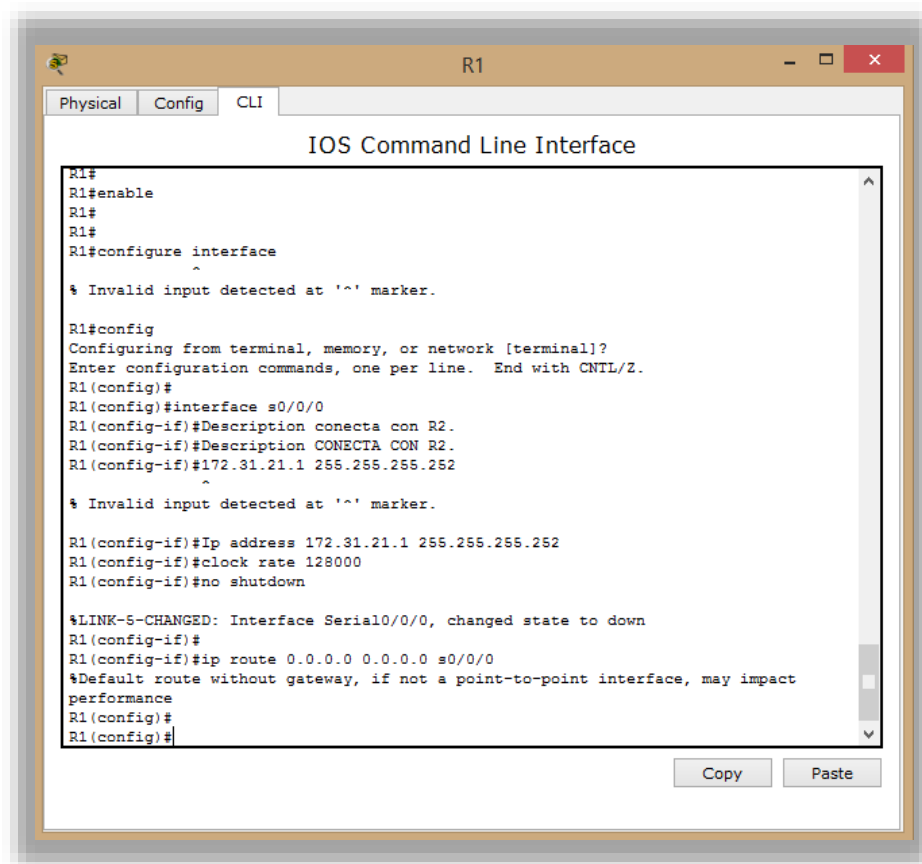 R1
Physical Config CLI
IOS Command Line Interface
R1#
R1#enable
R1#
R1#
R1#configure interface
^
% Invalid input detected at '^' marker.
R1#config
Configuring from terminal, memory, or network [terminal]?
Enter configuration commands, one per line.  End with CNTL/Z.
R1(config)#
R1(config)#interface s0/0/0
R1(config-if)#Description conecta con R2.
R1(config-if)#Description CONECTA CON R2.
R1(config-if)#172.31.21.1 255.255.255.252
^
% Invalid input detected at '^' marker.
R1(config-if)#Ip address 172.31.21.1 255.255.255.252
R1(config-if)#clock rate 128000
R1(config-if)#no shutdown
%LINK-5-CHANGED: Interface Serial0/0/0, changed state to down
R1(config-if)#
R1(config-if)#ip route 0.0.0.0 0.0.0.0 s0/0/0
%Default route without gateway, if not a point-to-point interface, may impact
performance
R1(config)#
R1(config)#
Copy Paste